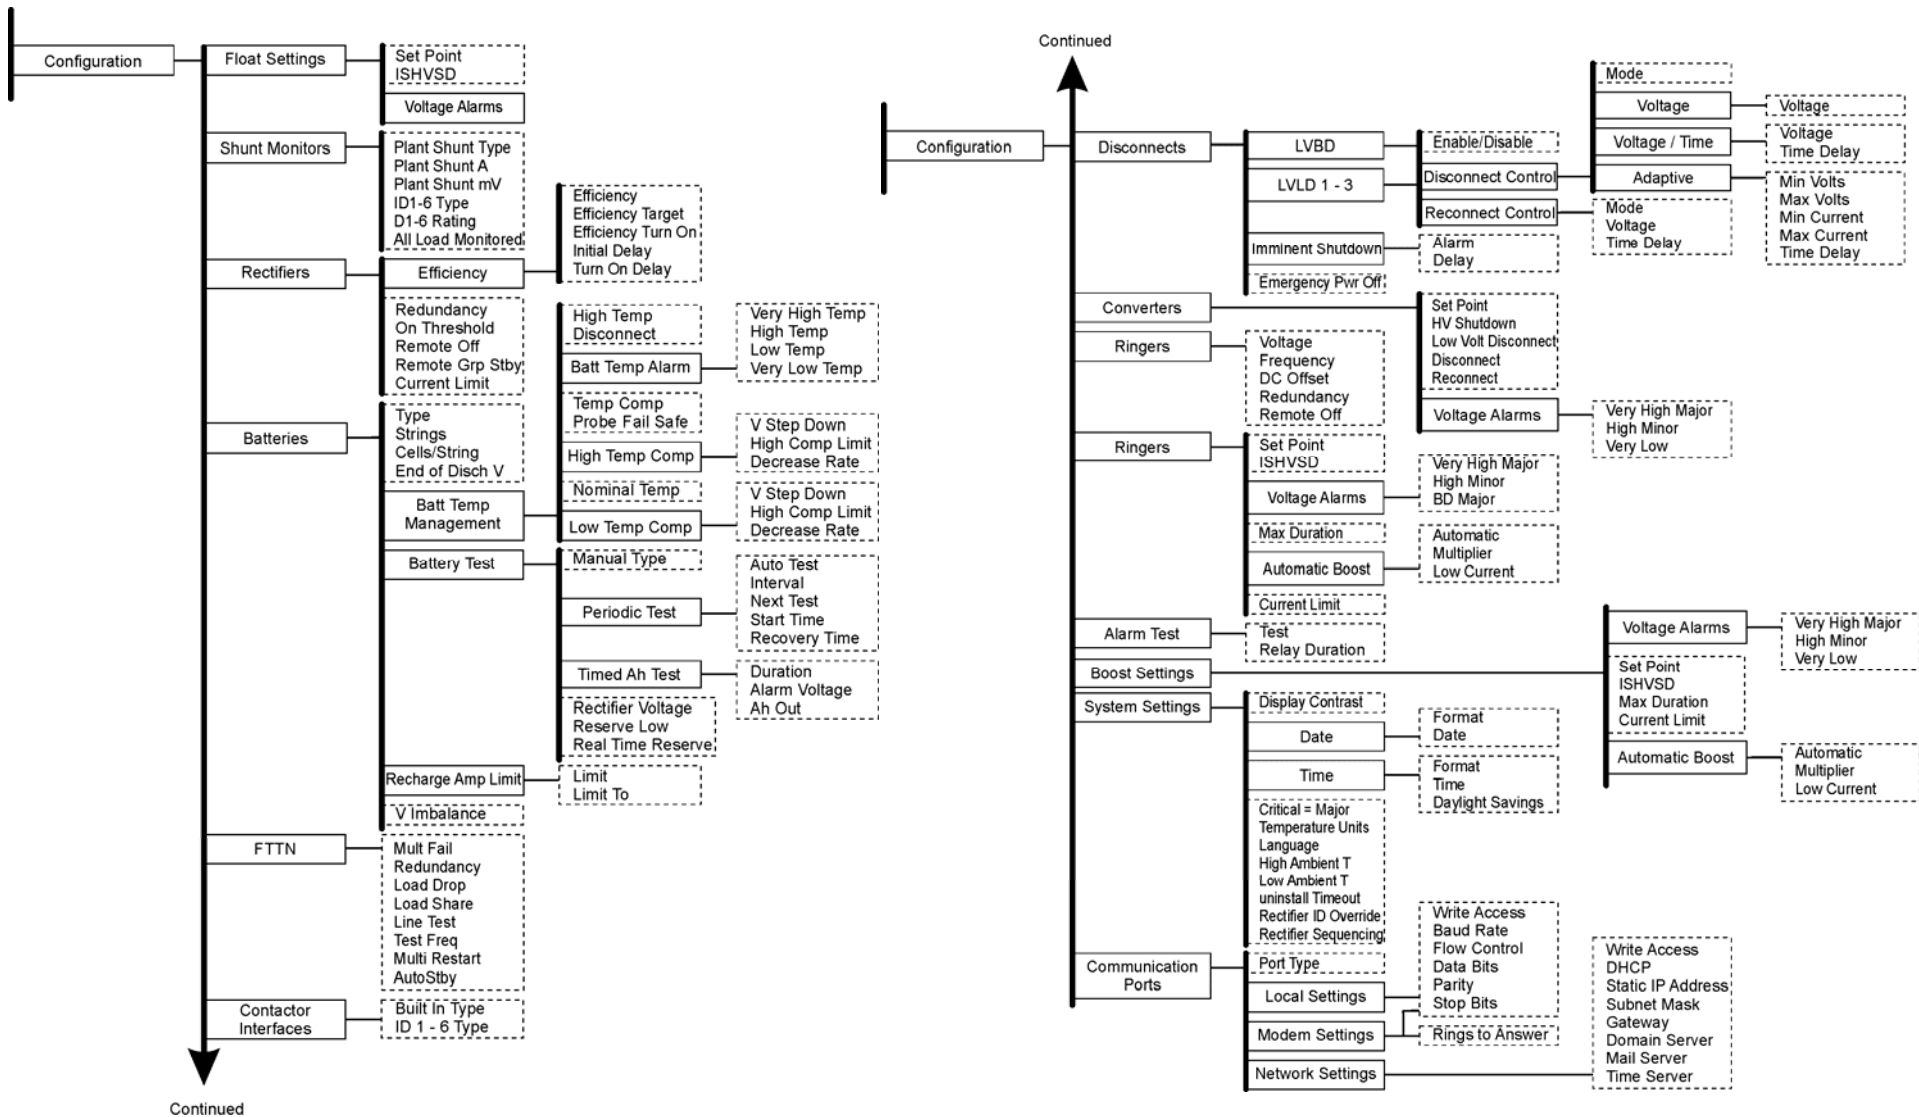 Configuration
Float Settings
Set Point
ISHVSD
Voltage Alarms
Shunt Monitors
Plant Shunt Type
Plant Shunt A
Plant Shunt mV
ID1-6 Type
D1-6 Rating
All Load Monitored
Rectifiers
Efficiency
Efficiency
Efficiency Target
Efficiency Turn On
Initial Delay
Turn On Delay
Redundancy
On Threshold
Remote Off
Remote Grp Stby
Current Limit
Batteries
Type
Strings
Cells/String
End of Disch V
Batt Temp
Management
High Temp
Disconnect
Batt Temp Alarm
Very High Temp
High Temp
Low Temp
Very Low Temp
Temp Comp
Probe Fail Safe
High Temp Comp
V Step Down
High Comp Limit
Decrease Rate
Nominal Temp
Low Temp Comp
V Step Down
High Comp Limit
Decrease Rate
Battery Test
Manual Type
Periodic Test
Auto Test
Interval
Next Test
Start Time
Recovery Time
Timed Ah Test
Duration
Alarm Voltage
Ah Out
Rectifier Voltage
Reserve Low
Real Time Reserve
Recharge Amp Limit
Limit
Limit To
V Imbalance
FTTN
Mult Fail
Redundancy
Load Drop
Load Share
Line Test
Test Freq
Multi Restart
AutoStby
Contactor
Interfaces
Built In Type
ID 1 - 6 Type
Continued
Continued
Configuration
Disconnects
LVBD
LVLD 1 - 3
Enable/Disable
Disconnect Control
Mode
Voltage
Voltage
Voltage / Time
Voltage
Time Delay
Adaptive
Min Volts
Max Volts
Min Current
Max Current
Time Delay
Reconnect Control
Mode
Voltage
Time Delay
Imminent Shutdown
Alarm
Delay
Emergency Pwr Off
Converters
Set Point
HV Shutdown
Low Volt Disconnect
Disconnect
Reconnect
Voltage Alarms
Very High Major
High Minor
Very Low
Ringers
Voltage
Frequency
DC Offset
Redundancy
Remote Off
Ringers
Set Point
ISHVSD
Voltage Alarms
Very High Major
High Minor
BD Major
Max Duration
Automatic Boost
Automatic
Multiplier
Low Current
Current Limit
Alarm Test
Test
Relay Duration
Boost Settings
Voltage Alarms
Very High Major
High Minor
Very Low
Set Point
ISHVSD
Max Duration
Current Limit
Automatic Boost
Automatic
Multiplier
Low Current
System Settings
Display Contrast
Date
Format
Date
Time
Format
Time
Daylight Savings
Critical = Major
Temperature Units
Language
High Ambient T
Low Ambient T
uninstall Timeout
Rectifier ID Override
Rectifier Sequencing
Communication
Ports
Port Type
Local Settings
Write Access
Baud Rate
Flow Control
Data Bits
Parity
Stop Bits
Modem Settings
Rings to Answer
Network Settings
Write Access
DHCP
Static IP Address
Subnet Mask
Gateway
Domain Server
Mail Server
Time Server